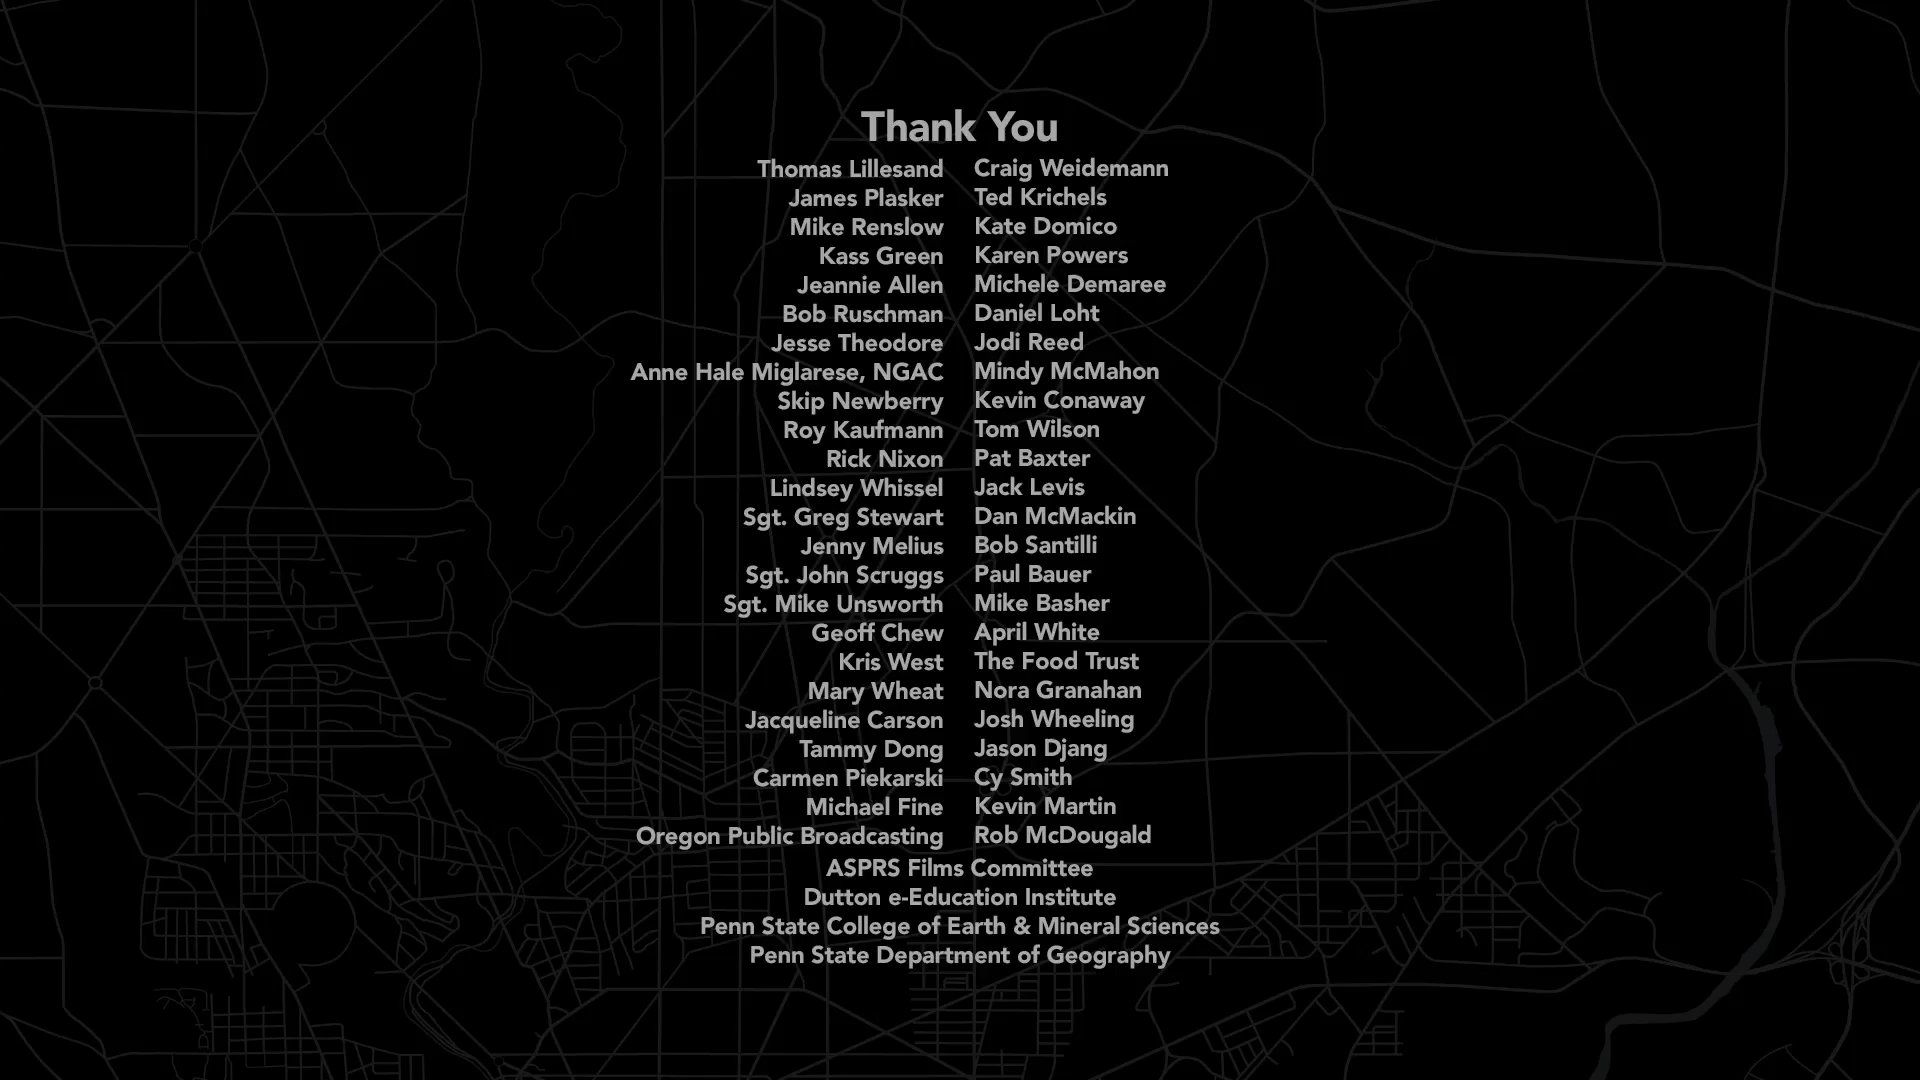 Thank You
Thomas Lillesand Craig Weidemann
James Plasker Ted Krichels
Mike Renslow Kate Domico
Kass Green Karen Powers
Jeannie Allen Michele Demaree
Bob Ruschman Daniel Loht
Jesse Theodore Jodi Reed
Anne Hale Miglarese, NGAC Mindy McMahon
Skip Newberry Kevin Conaway
Roy Kaufmann Tom Wilson
Rick Nixon Pat Baxter
Lindsey Whissel Jack Levis
Sgt. Greg Stewart Dan McMackin
Jenny Melius Bob Santilli
Sgt. John Scruggs Paul Bauer
Sgt. Mike Unsworth Mike Basher
Geoff Chew April White
Kris West The Food Trust
Mary Wheat Nora Granahan
Jacqueline Carson Josh Wheeling
Tammy Dong Jason Djang
Carmen Piekarski Cy Smith
Michael Fine Kevin Martin
Oregon Public Broadcasting Rob McDougald
ASPRS Films Committee
Dutton e-Education Institute
Penn State College of Earth & Mineral Sciences
Penn State Department of Geography